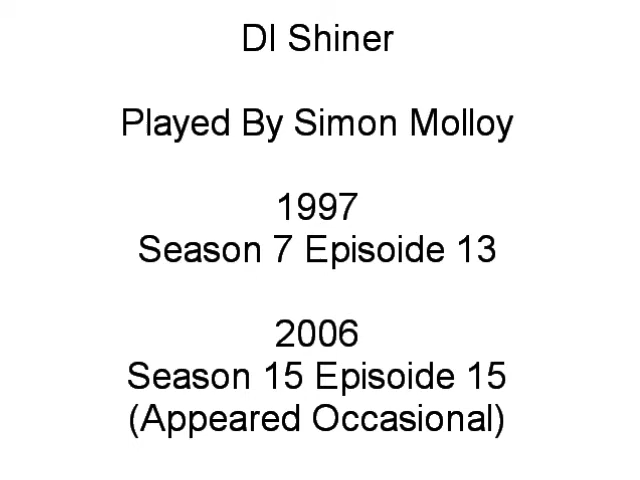 DI Shiner
Played By Simon Molloy
1997
Season 7 Episoide 13
2006
Season 15 Episoide 15
(Appeared Occasional)